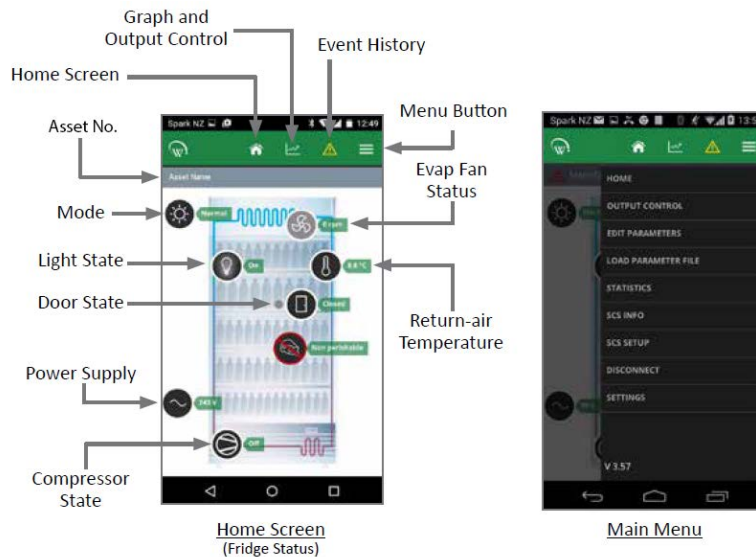 Graph and
Output Control
Event History
Home Screen
Menu Button
Asset No.
Evap Fan
Status
Mode
Light State
Door State
Return-air
Temperature
Power Supply
Compressor
State
Spark NZ
12:49
Asset Name
Normal
0 rpm
On
Closed
Non perishable
243 v
Off
Home Screen
(Fridge Status)
Spark NZ
HOME
OUTPUT CONTROL
EDIT PARAMETERS
LOAD PARAMETER FILE
STATISTICS
SCS INFO
SCS SETUP
DISCONNECT
SETTINGS
V 3.57
Main Menu